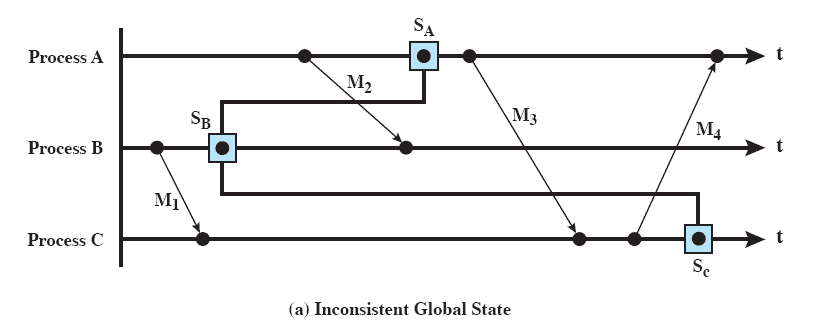 S_A
Process A
t
M_2
S_B
M_3
M_4
Process B
t
M_1
Process C
t
S_c
(a) Inconsistent Global State